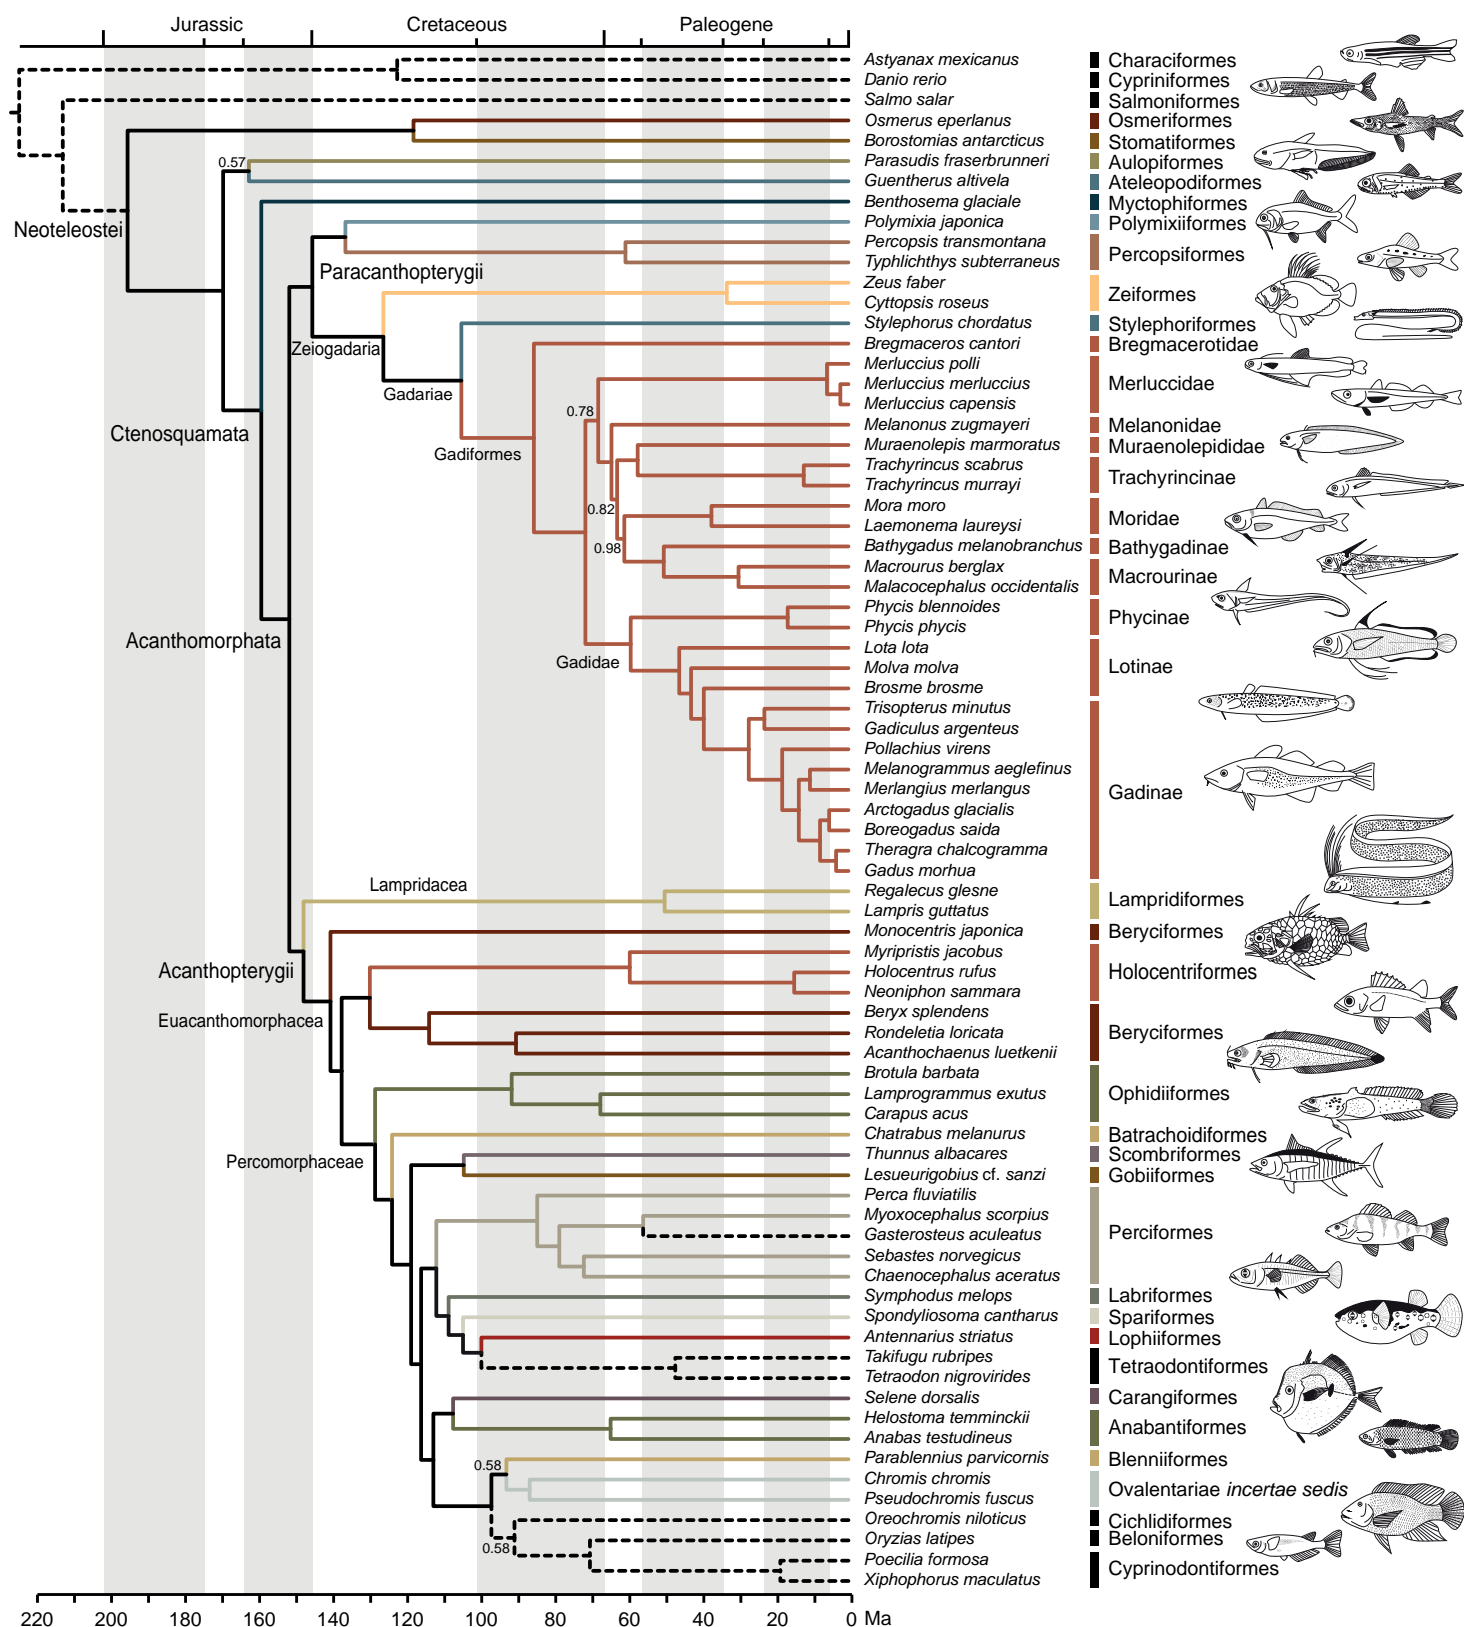 Jurassic Cretaceous Paleogene
Astyanax mexicanus Characiformes
Danio rerio Cypriniformes
Salmo salar Salmoniformes
Osmerus eperlanus Osmeriformes
Borostomias antarcticus Stomatiformes
0.57 Parasudis fraserbrunneri Aulopiformes
Guentherus altivela Ateleopodiformes
Benthosema glaciale Myctophiformes
Polymixia japonica Polymixiiformes
Neoteleostei
Percopsis transmontana
Percopsiformes
Typhlichthys subterraneus
Paracanthopterygii
Zeus faber
Zeiformes
Cyttopsis roseus
Stylephorus chordatus Stylephoriformes
Zeiogadaria Bregmaceros cantori Bregmacerotidae
Merluccius polli
Merluccius merluccius Merluccidae
Gadariae
Merluccius capensis
0.78
Melanonus zugmayeri Melanonidae
Ctenosquamata
Muraenolepis marmoratus Muraenolepididae
Gadiformes
Trachyrincus scabrus
Trachyrincinae
Trachyrincus murrayi
Mora moro
0.82
Moridae
Laemonema laureysi
0.98 Bathygadus melanobranchus Bathygadinae
Macrourus berglax
Macrourinae
Malacocephalus occidentalis
Phycis blennoides
Phycinae
Phycis phycis
Acanthomorphata
Lota lota
Gadidae
Molva molva Lotinae
Brosme brosme
Trisopterus minutus
Gadiculus argenteus
Pollachius virens
Melanogrammus aeglefinus
Merlangius merlangus Gadinae
Arctogadus glacialis
Boreogadus saida
Theragra chalcogramma
Gadus morhua
Lampridacea
Regalecus glesne
Lampridiformes
Lampris guttatus
Monocentris japonica Beryciformes
Myripristis jacobus
Acanthopterygii Holocentrus rufus Holocentriformes
Neoniphon sammara
Beryx splendens
Euacanthomorphacea
Rondeletia loricata Beryciformes
Acanthochaenus luetkenii
Brotula barbata
Lamprogrammus exutus Ophidiiformes
Carapus acus
Chatrabus melanurus Batrachoidiformes
Thunnus albacares Scombriformes
Percomorphaceae
Lesueurigobius cf. sanzi Gobiiformes
Perca fluviatilis
Myoxocephalus scorpius
Gasterosteus aculeatus Perciformes
Sebastes norvegicus
Chaenocephalus aceratus
Symphodus melops Labriformes
Spondyliosoma cantharus Spariformes
Antennarius striatus Lophiiformes
Takifugu rubripes
Tetraodontiformes
Tetraodon nigrovirides
Selene dorsalis Carangiformes
Helostoma temminckii
Anabantiformes
Anabas testudineus
0.58 Parablennius parvicornis Blenniiformes
Chromis chromis
Ovalentariae incertae sedis
Pseudochromis fuscus
Oreochromis niloticus Cichlidiformes
Oryzias latipes Beloniformes
0.58
Poecilia formosa
Cyprinodontiformes
Xiphophorus maculatus
220 200 180 160 140 120 100 80 60 40 20 0 Ma